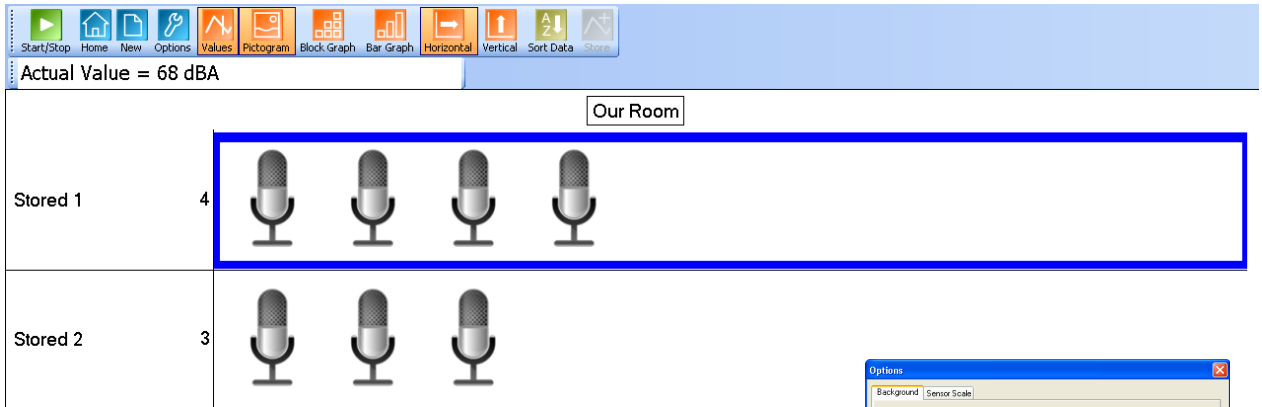 Start/Stop Home New Options Values Pictogram Block Graph Bar Graph Horizontal Vertical Sort Data Store
Actual Value = 68 dBA
Our Room
Stored 1 4
Stored 2 3
Options
Background Sensor Scale